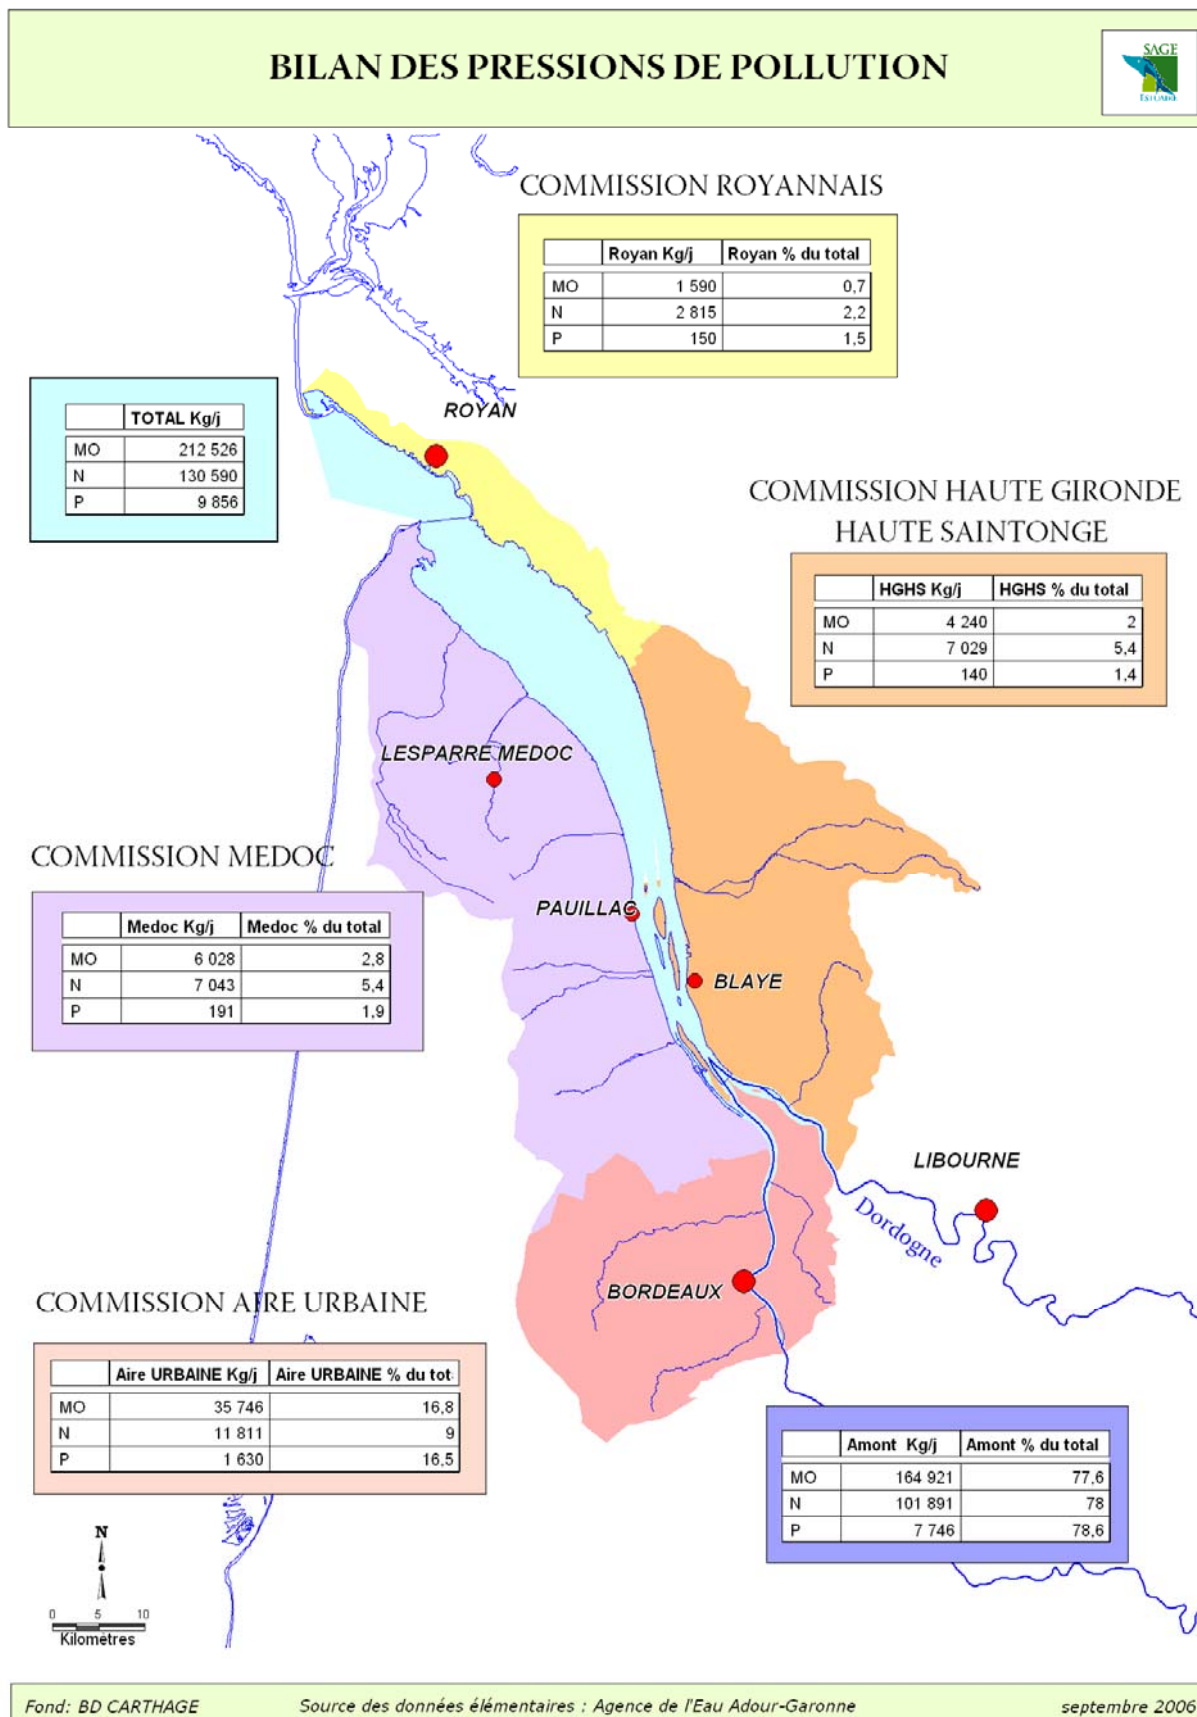 BILAN DES PRESSIONS DE POLLUTION
SAGE
ESTUAIRE
COMMISSION ROYANNAIS
Royan Kg/j Royan % du total
MO 1 590 0,7
N 2 815 2,2
P 150 1,5
TOTAL Kg/j
MO 212 526
N 130 590
P 9 856
ROYAN
COMMISSION HAUTE GIRONDE
HAUTE SAINTONGE
HGHS Kg/j HGHS % du total
MO 4 240 2
N 7 029 5,4
P 140 1,4
LESPARRE MEDOC
COMMISSION MEDOC
Medoc Kg/j Medoc % du total
MO 6 028 2,8
N 7 043 5,4
P 191 1,9
PAUILLAC
BLAYE
LIBOURNE
Dordogne
BORDEAUX
COMMISSION AIRE URBAINE
Aire URBAINE Kg/j Aire URBAINE % du tot
MO 35 746 16,8
N 11 811 9
P 1 630 16,5
Amont Kg/j Amont % du total
MO 164 921 77,6
N 101 891 78
P 7 746 78,6
N
0 5 10
Kilomètres
Fond: BD CARTHAGE Source des données élémentaires : Agence de l'Eau Adour-Garonne septembre 2006